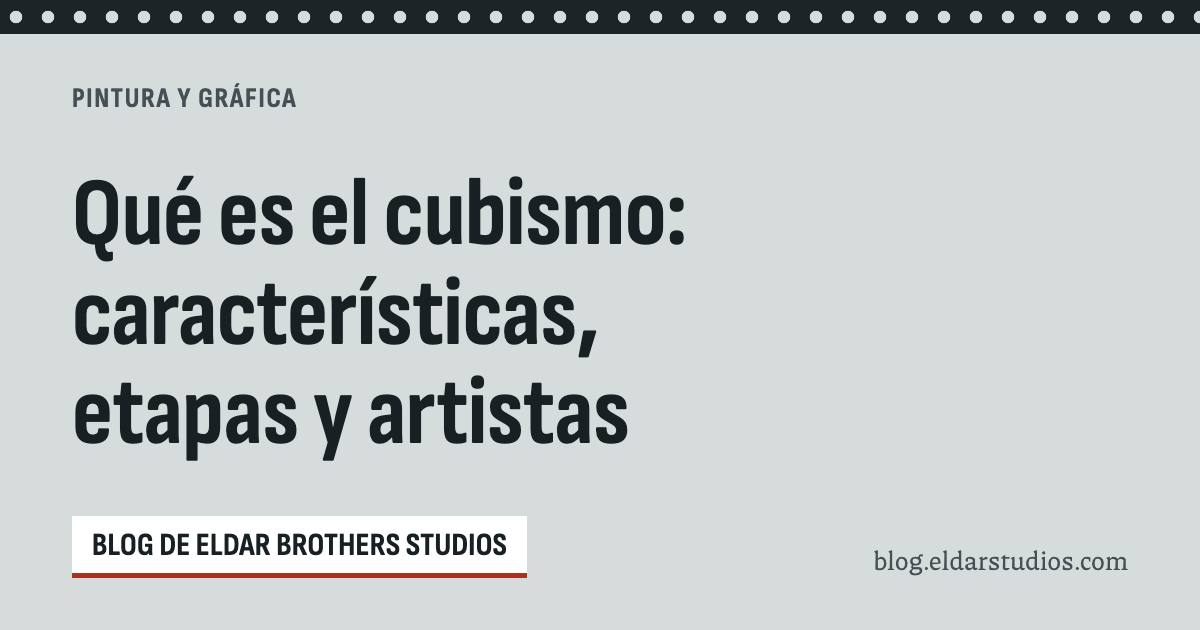 PINTURA Y GRÁFICA
Qué es el cubismo:
características,
etapas y artistas
BLOG DE ELDAR BROTHERS STUDIOS
blog.eldarstudios.com